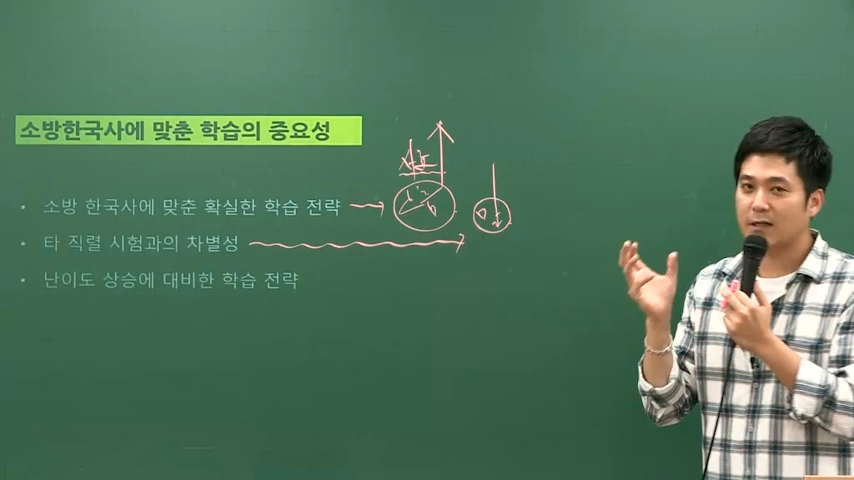 소방한국사에 맞춘 학습의 중요성
• 소방 한국사에 맞춘 확실한 학습 전략
• 타 직렬 시험과의 차별성
• 난이도 상승에 대비한 학습 전략